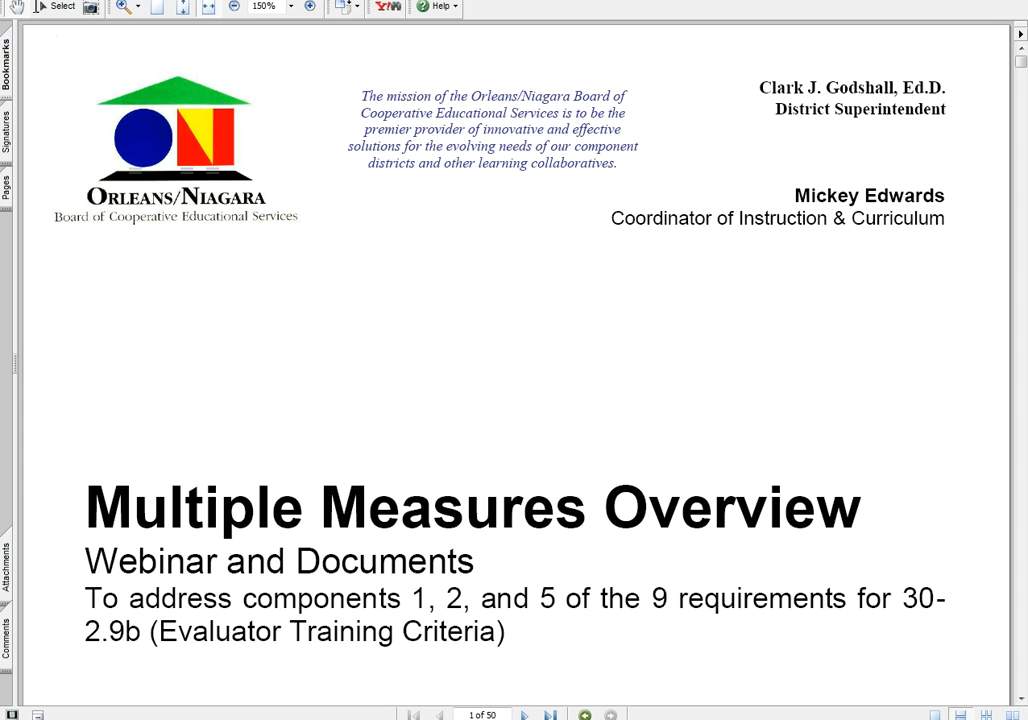 Select
150%
Help
Bookmarks
Signatures
Pages
Attachments
Comments
ON
ORLEANS/NIAGARA
Board of Cooperative Educational Services
The mission of the Orleans/Niagara Board of
Cooperative Educational Services is to be the
premier provider of innovative and effective
solutions for the evolving needs of our component
districts and other learning collaboratives.
Clark J. Godshall, Ed.D.
District Superintendent
Mickey Edwards
Coordinator of Instruction & Curriculum
Multiple Measures Overview
Webinar and Documents
To address components 1, 2, and 5 of the 9 requirements for 30-
2.9b (Evaluator Training Criteria)
1 of 50